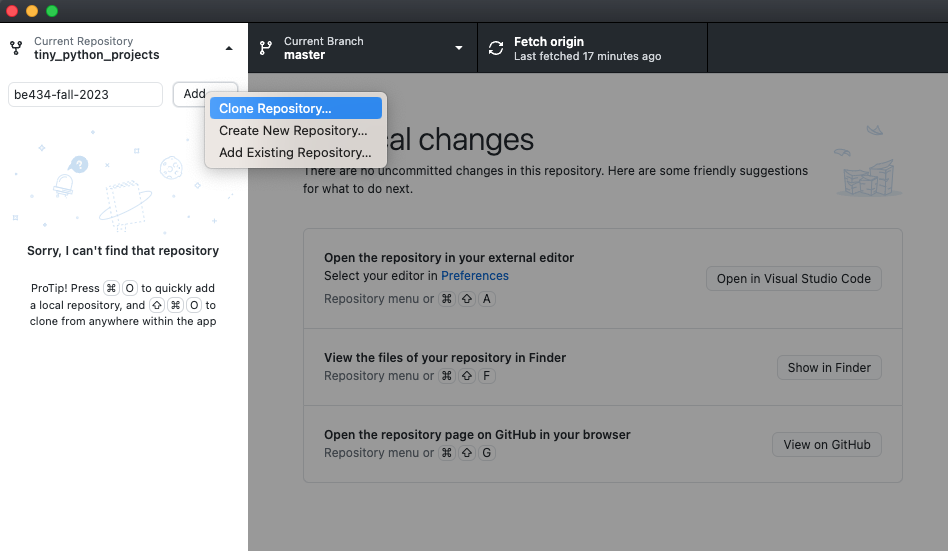 Current Repository
tiny_python_projects
Current Branch
master
Fetch origin
Last fetched 17 minutes ago
be434-fall-2023
Add
Clone Repository...
Create New Repository...
Add Existing Repository...
?
Sorry, I can't find that repository
ProTip! Press ⌘ O to quickly add
a local repository, and ⇧ ⌘ O to
clone from anywhere within the app
cal changes
There are no uncommitted changes in this repository. Here are some friendly suggestions
for what to do next.
Open the repository in your external editor
Select your editor in Preferences
Repository menu or ⌘ ⇧ A
Open in Visual Studio Code
View the files of your repository in Finder
Repository menu or ⌘ ⇧ F
Show in Finder
Open the repository page on GitHub in your browser
Repository menu or ⌘ ⇧ G
View on GitHub